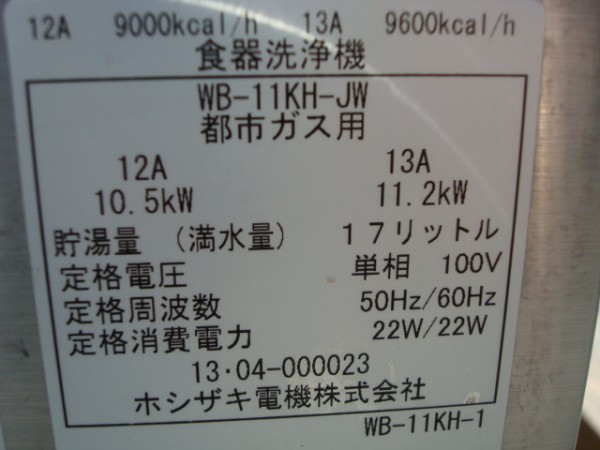 12A 9000kcal/h 13A 9600kcal/h
食器洗浄機
WB-11KH-JW
都市ガス用
12A 13A
10.5kW 11.2kW
貯湯量 (満水量) 17リットル
定格電圧 単相 100V
定格周波数 50Hz/60Hz
定格消費電力 22W/22W
13・04-000023
ホシザキ電機株式会社
WB-11KH-1